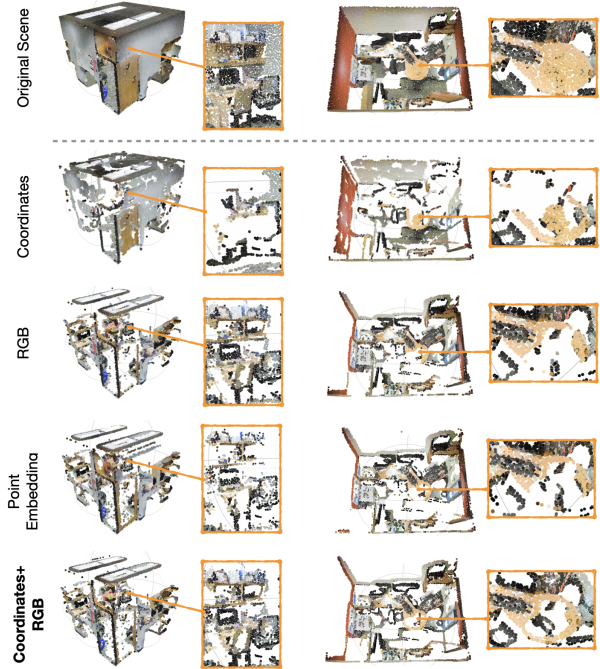 Original Scene
Coordinates
RGB
Point
Embedding
Coordinates+
RGB